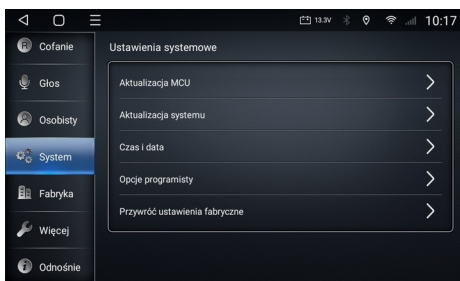 13.3V
10:17
R
Cofanie
Ustawienia systemowe
Głos
Aktualizacja MCU
Osobisty
Aktualizacja systemu
System
Czas i data
Fabryka
Opcje programisty
Więcej
Przywróć ustawienia fabryczne
Odnośnie